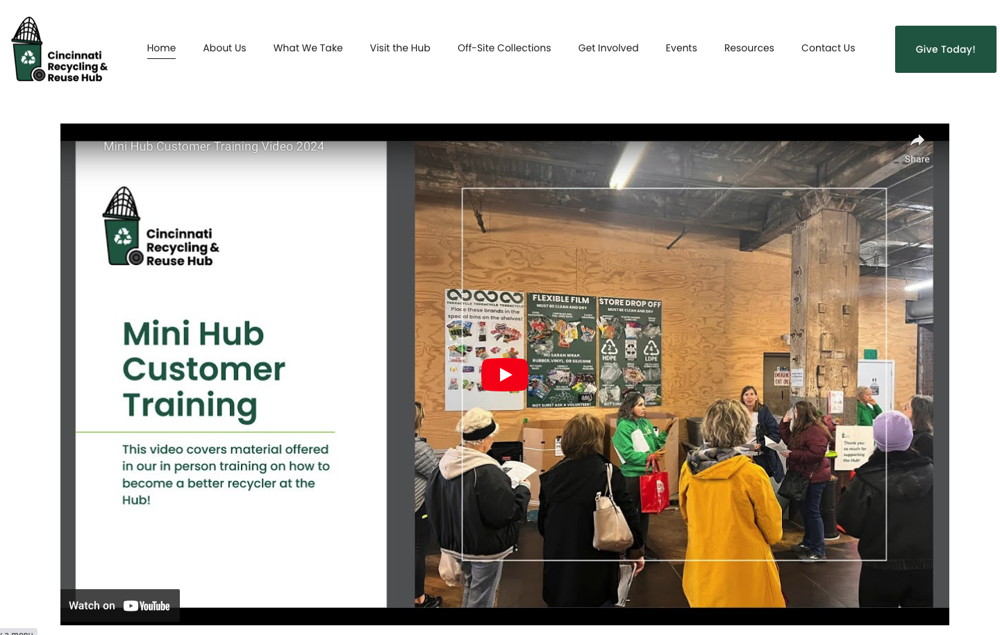 Cincinnati
Recycling &
Reuse Hub
Home
About Us
What We Take
Visit the Hub
Off-Site Collections
Get Involved
Events
Resources
Contact Us
Give Today!
Mini Hub Customer Training Video 2024
Share
Cincinnati
Recycling &
Reuse Hub
Mini Hub
Customer
Training
This video covers material offered
in our in person training on how to
become a better recycler at the
Hub!
TERRACYCLE TERRACYCLE TERRACYCLE
Place these brands in the
special bins on the shelves!
FLEXIBLE FILM
MUST BE CLEAN AND DRY
NO SARAN WRAP,
RUBBER, VINYL, OR SILICONE
NOT SURE? ASK A VOLUNTEER!
STORE DROP OFF
MUST BE CLEAN AND DRY
2
HDPE
4
LDPE
EMERGENCY
EXIT ONLY
Thank you
so much for
supporting
the Hub!
Watch on YouTube
a menu